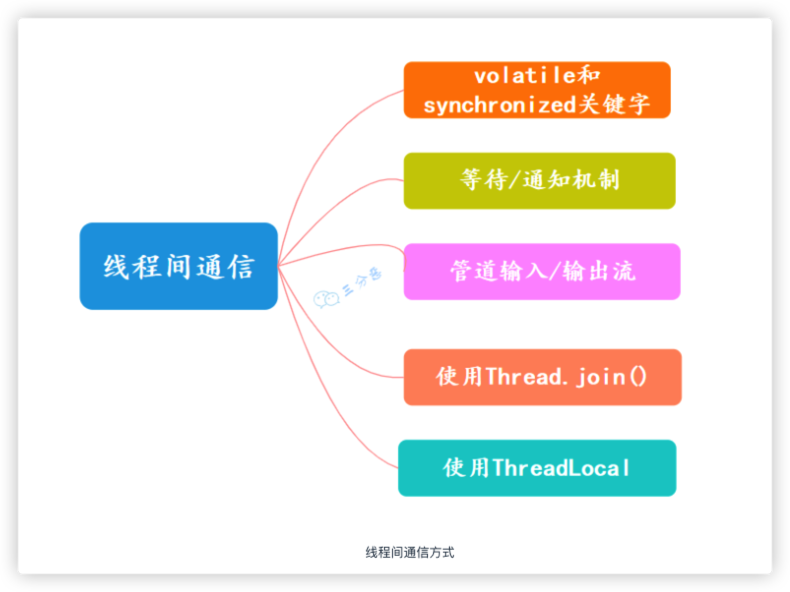 volatile和
synchronized关键字
等待/通知机制
线程间通信
管道输入/输出流
三分恶
使用Thread.join()
使用ThreadLocal
线程间通信方式